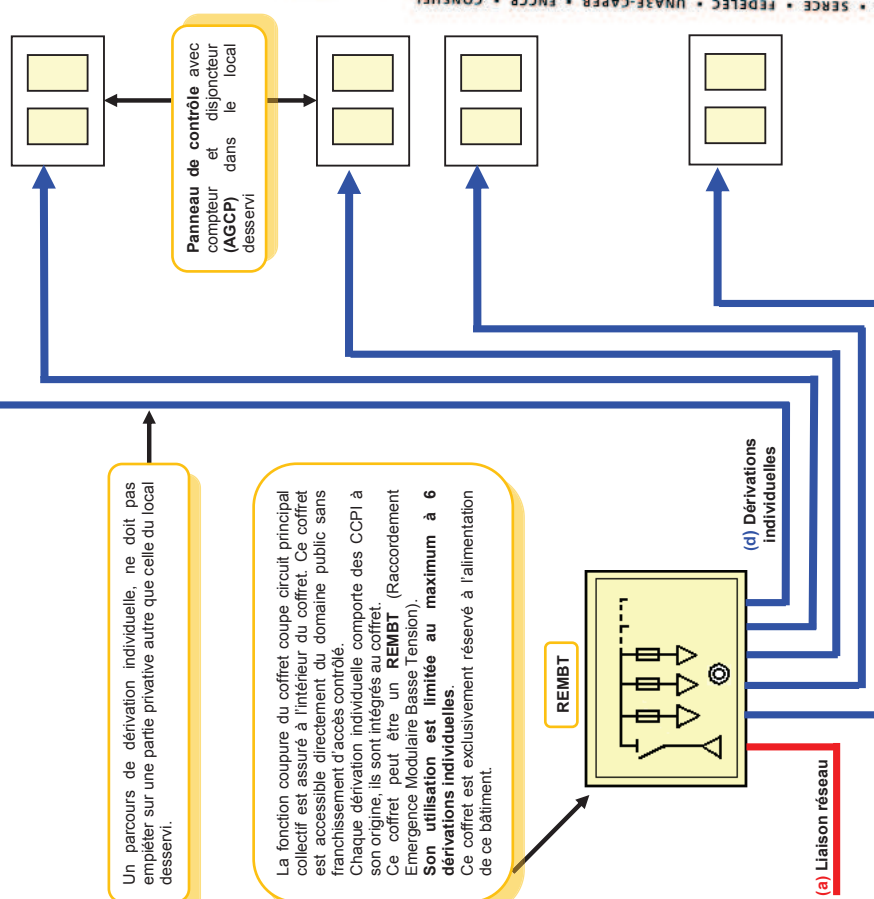 • SERCE • FEDELEC • UNA3E-CAPEB • FNCCR • CONSUEL
Un parcours de dérivation individuelle, ne doit pas
empiéter sur une partie privative autre que celle du local
desservi.
Panneau de contrôle avec
compteur et disjoncteur
(AGCP) dans le local
desservi
La fonction coupure du coffret coupe circuit principal
collectif est assuré à l'intérieur du coffret. Ce coffret
est accessible directement du domaine public sans
franchissement d'accès contrôlé.
Chaque dérivation individuelle comporte des CCPI à
son origine, ils sont intégrés au coffret.
Ce coffret peut être un REMBT (Raccordement
Emergence Modulaire Basse Tension).
Son utilisation est limitée au maximum à 6
dérivations individuelles.
Ce coffret est exclusivement réservé à l'alimentation
de ce bâtiment.
REMBT
(d) Dérivations
individuelles
(a) Liaison réseau